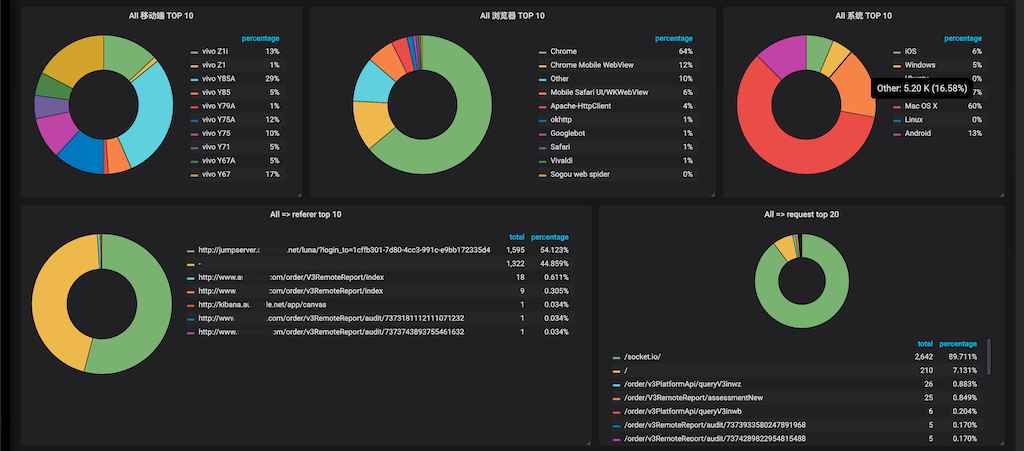 All 移动端 TOP 10
percentage
vivo Z1i 13%
vivo Z1 1%
vivo Y85A 29%
vivo Y85 5%
vivo Y79A 1%
vivo Y75A 12%
vivo Y75 10%
vivo Y71 5%
vivo Y67A 5%
vivo Y67 17%
All 浏览器 TOP 10
percentage
Chrome 64%
Chrome Mobile WebView 12%
Other 10%
Mobile Safari UI/WKWebView 6%
Apache-HttpClient 4%
okhttp 1%
Googlebot 1%
Safari 1%
Vivaldi 1%
Sogou web spider 0%
All 系统 TOP 10
percentage
iOS 6%
Windows 5%
0%
Other: 5.20 K (16.58%)
7%
Mac OS X 60%
Linux 0%
Android 13%
All => referer top 10
total percentage
http://jumpserver. .net/luna/?login_to=1cffb301-7d80-4cc3-991c-e9bb172335d4 1,595 54.123%
- 1,322 44.859%
http://www. .com/order/V3RemoteReport/index 18 0.611%
http://www. .com/order/v3RemoteReport/index 9 0.305%
http://kibana. .net/app/canvas 1 0.034%
http://www. .com/order/v3RemoteReport/audit/7373181112111071232 1 0.034%
http://www. .com/order/v3RemoteReport/audit/7373743893755461632 1 0.034%
All => request top 20
total percentage
/socket.io/ 2,642 89.711%
/ 210 7.131%
/order/v3PlatformApi/queryV3inwz 26 0.883%
/order/V3RemoteReport/assessmentNew 25 0.849%
/order/v3PlatformApi/queryV3inwb 6 0.204%
/order/v3RemoteReport/audit/7373933580247891968 5 0.170%
/order/v3RemoteReport/audit/7374289822954815488 5 0.170%